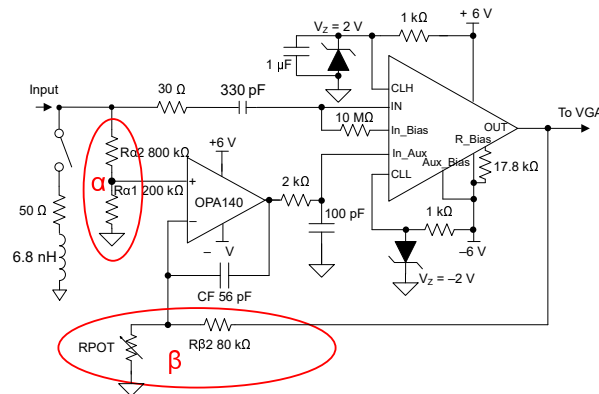 V_Z = 2 V
1 kΩ
+ 6 V
1 µF
Input
30 Ω
330 pF
CLH
IN
In_Bias
In_Aux
CLL
OUT
R_Bias
Aux_Bias
To VGA
10 MΩ
17.8 kΩ
Rα2 800 kΩ
α
Rα1 200 kΩ
+6 V
+
OPA140
−
− V
2 kΩ
100 pF
1 kΩ
–6 V
V_Z = –2 V
50 Ω
6.8 nH
CF 56 pF
RPOT
Rβ2 80 kΩ
β